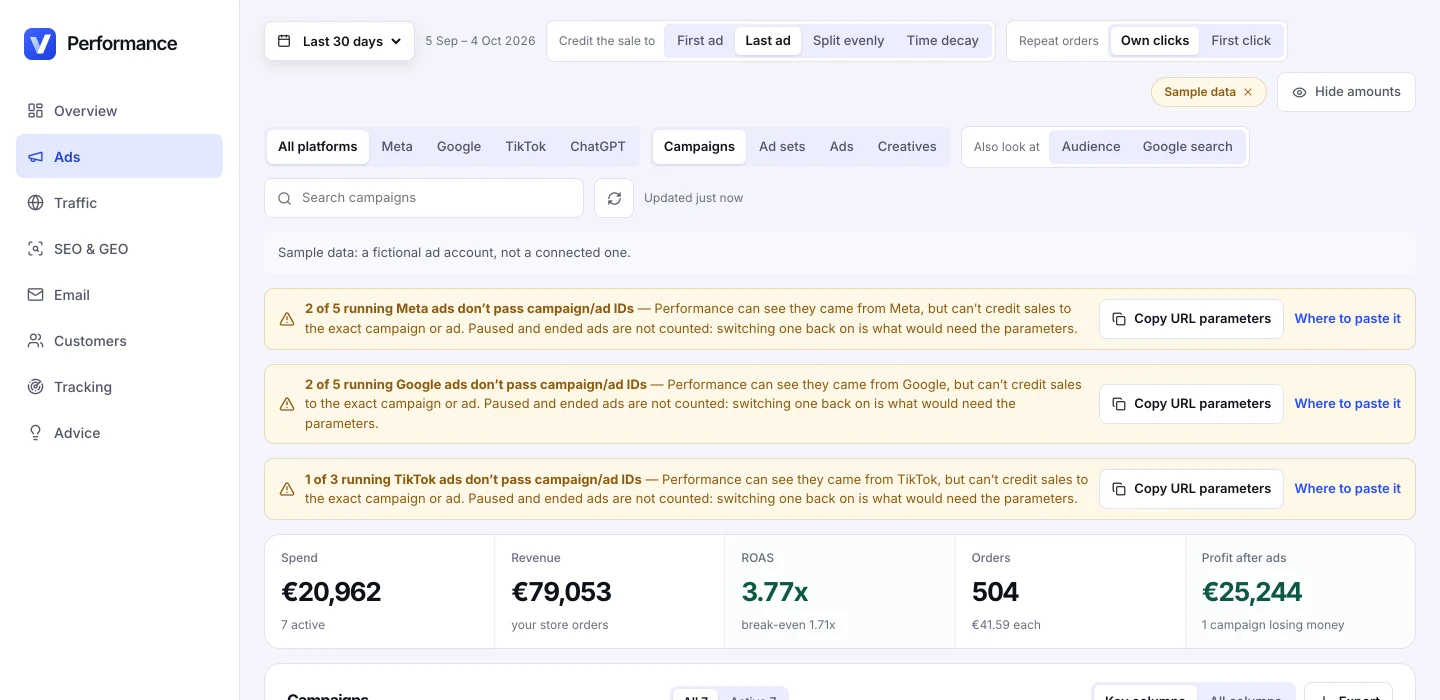 Performance
Overview
Ads
Traffic
SEO & GEO
Email
Customers
Tracking
Advice
Last 30 days
5 Sep – 4 Oct 2026
Credit the sale to
First ad
Last ad
Split evenly
Time decay
Repeat orders
Own clicks
First click
Sample data ×
Hide amounts
All platforms
Meta
Google
TikTok
ChatGPT
Campaigns
Ad sets
Ads
Creatives
Also look at
Audience
Google search
Search campaigns
Updated just now
Sample data: a fictional ad account, not a connected one.
2 of 5 running Meta ads don’t pass campaign/ad IDs — Performance can see they came from Meta, but can’t credit sales to
the exact campaign or ad. Paused and ended ads are not counted: switching one back on is what would need the parameters.
Copy URL parameters
Where to paste it
2 of 5 running Google ads don’t pass campaign/ad IDs — Performance can see they came from Google, but can’t credit sales
to the exact campaign or ad. Paused and ended ads are not counted: switching one back on is what would need the
parameters.
Copy URL parameters
Where to paste it
1 of 3 running TikTok ads don’t pass campaign/ad IDs — Performance can see they came from TikTok, but can’t credit sales to
the exact campaign or ad. Paused and ended ads are not counted: switching one back on is what would need the parameters.
Copy URL parameters
Where to paste it
Spend
€20,962
7 active
Revenue
€79,053
your store orders
ROAS
3.77x
break-even 1.71x
Orders
504
€41.59 each
Profit after ads
€25,244
1 campaign losing money
Campaigns
All 7
Active 7
Key columns
All columns
Export